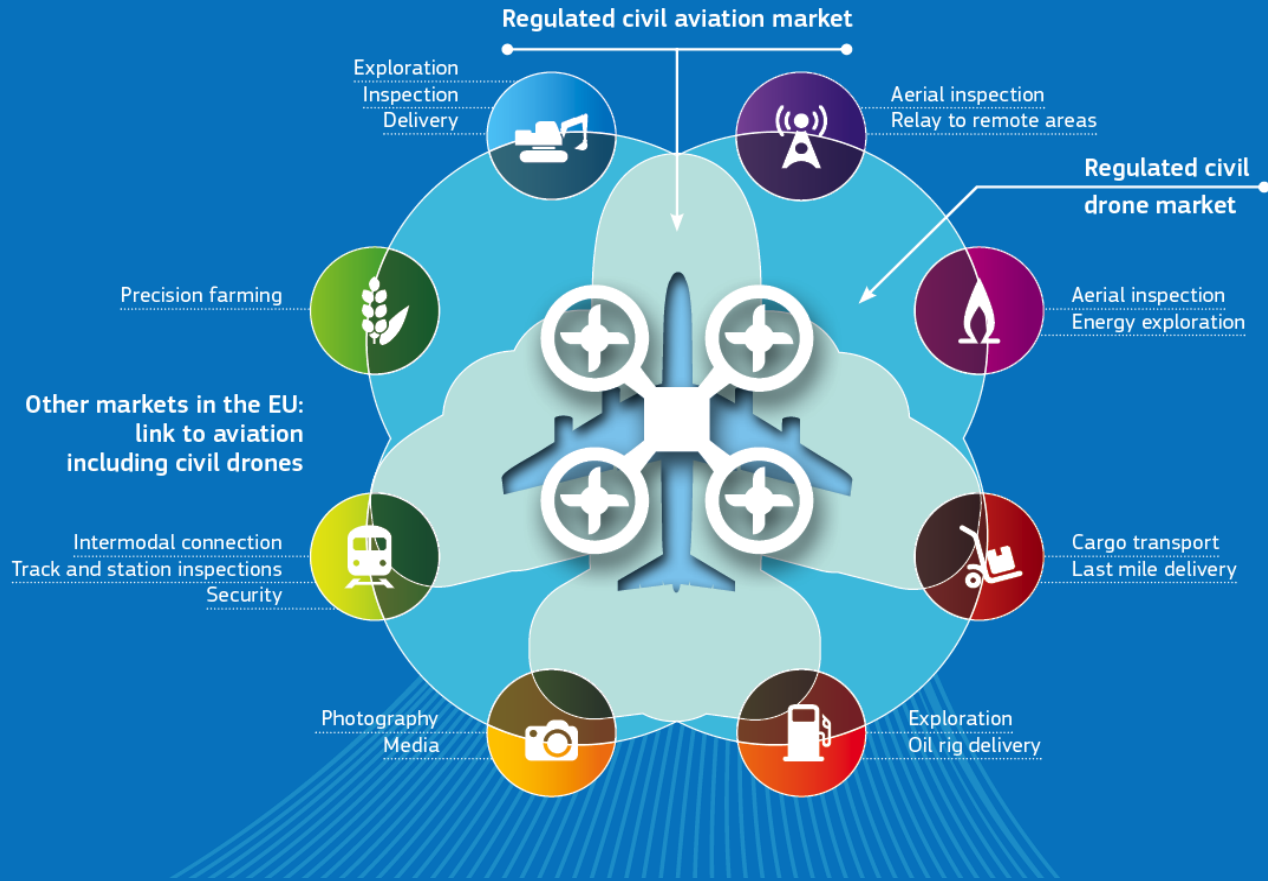 Regulated civil aviation market
Exploration
Inspection
Delivery
Aerial inspection
Relay to remote areas
Regulated civil
drone market
Precision farming
Aerial inspection
Energy exploration
Other markets in the EU:
link to aviation
including civil drones
Intermodal connection
Track and station inspections
Security
Cargo transport
Last mile delivery
Photography
Media
Exploration
Oil rig delivery